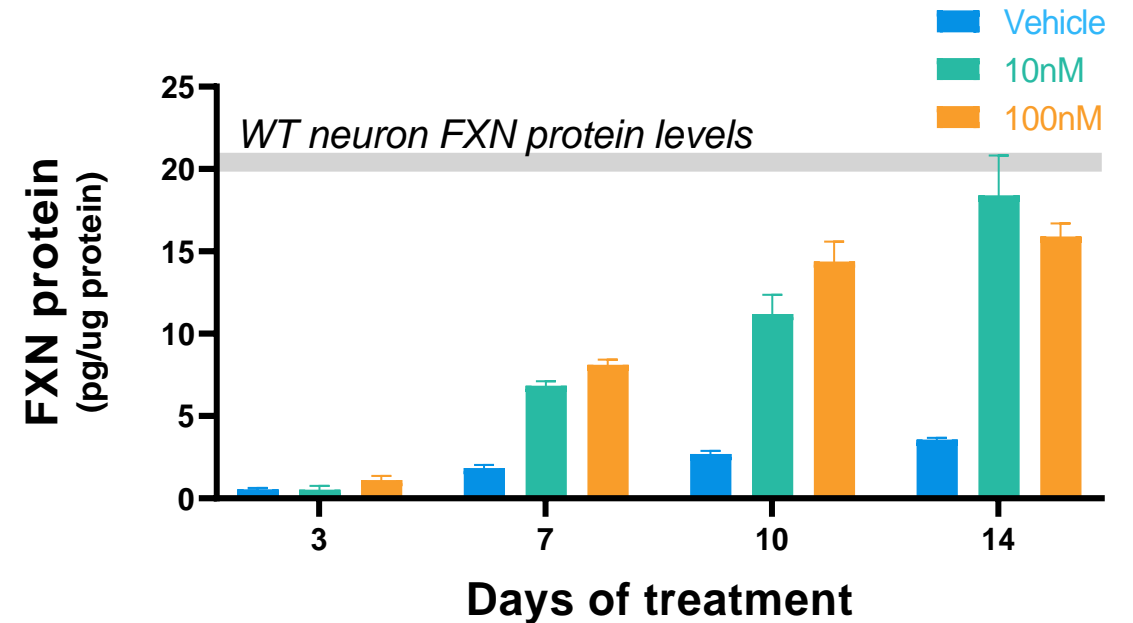 Vehicle
10nM
100nM
WT neuron FXN protein levels
FXN protein
(pg/ug protein)
25
20
15
10
5
0
3 7 10 14
Days of treatment